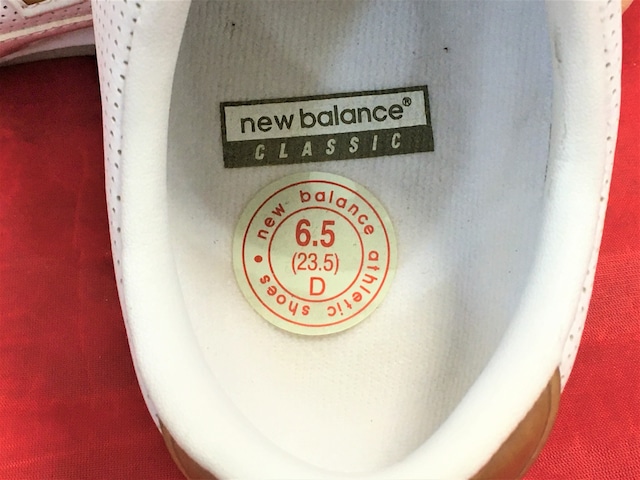 new balance®
CLASSIC
new balance athletic shoes •
6.5
(23.5)
D